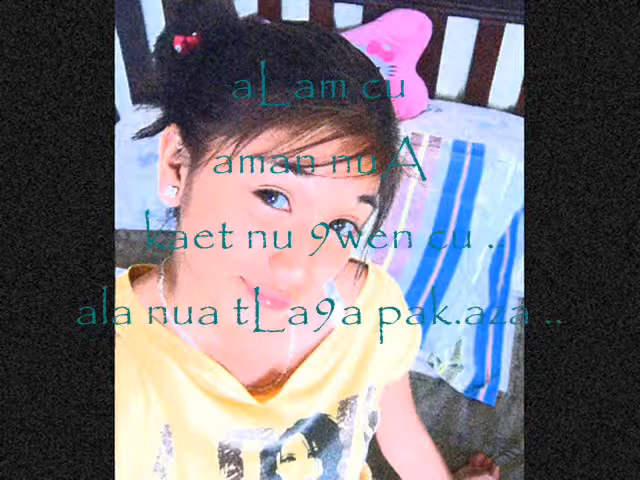 aLam cu
aman nuA
kaet nu 9wen cu ..
ala nua tLa9a pak.aza ..